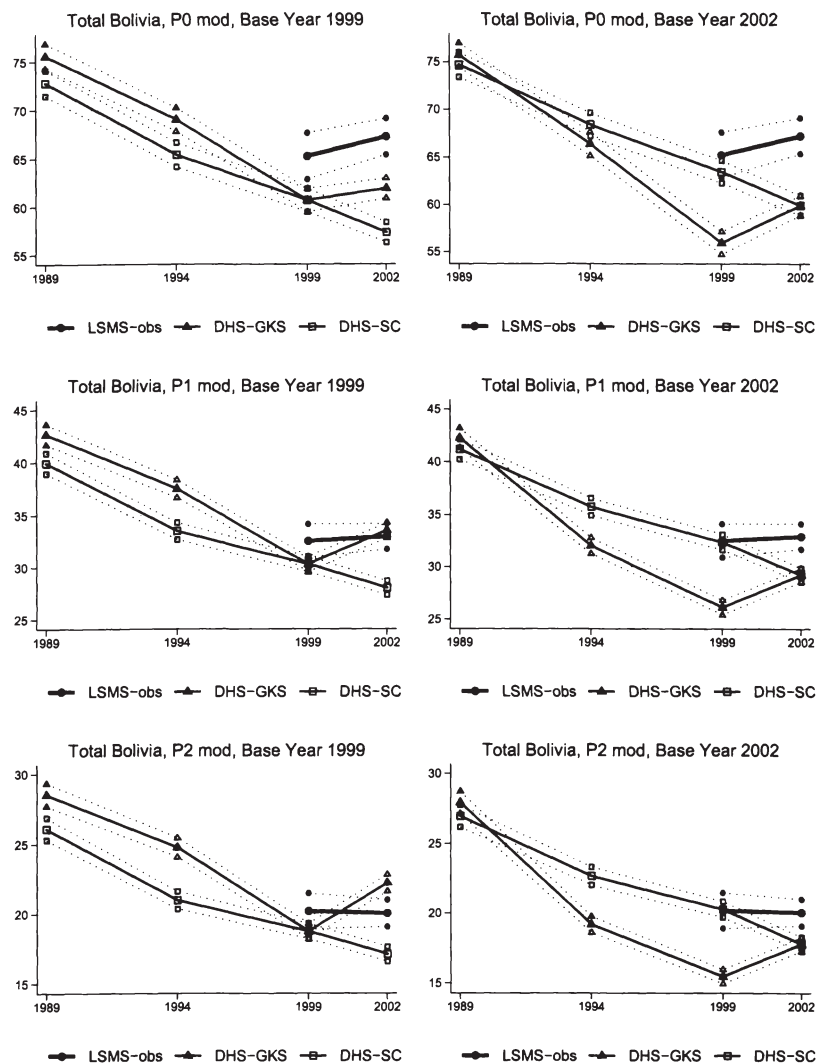 Total Bolivia, P0 mod, Base Year 1999
75
70
65
60
55
1989
1994
1999
2002
LSMS-obs
DHS-GKS
DHS-SC
Total Bolivia, P0 mod, Base Year 2002
75
70
65
60
55
1989
1994
1999
2002
LSMS-obs
DHS-GKS
DHS-SC
Total Bolivia, P1 mod, Base Year 1999
45
40
35
30
25
1989
1994
1999
2002
LSMS-obs
DHS-GKS
DHS-SC
Total Bolivia, P1 mod, Base Year 2002
45
40
35
30
25
1989
1994
1999
2002
LSMS-obs
DHS-GKS
DHS-SC
Total Bolivia, P2 mod, Base Year 1999
30
25
20
15
1989
1994
1999
2002
LSMS-obs
DHS-GKS
DHS-SC
Total Bolivia, P2 mod, Base Year 2002
30
25
20
15
1989
1994
1999
2002
LSMS-obs
DHS-GKS
DHS-SC